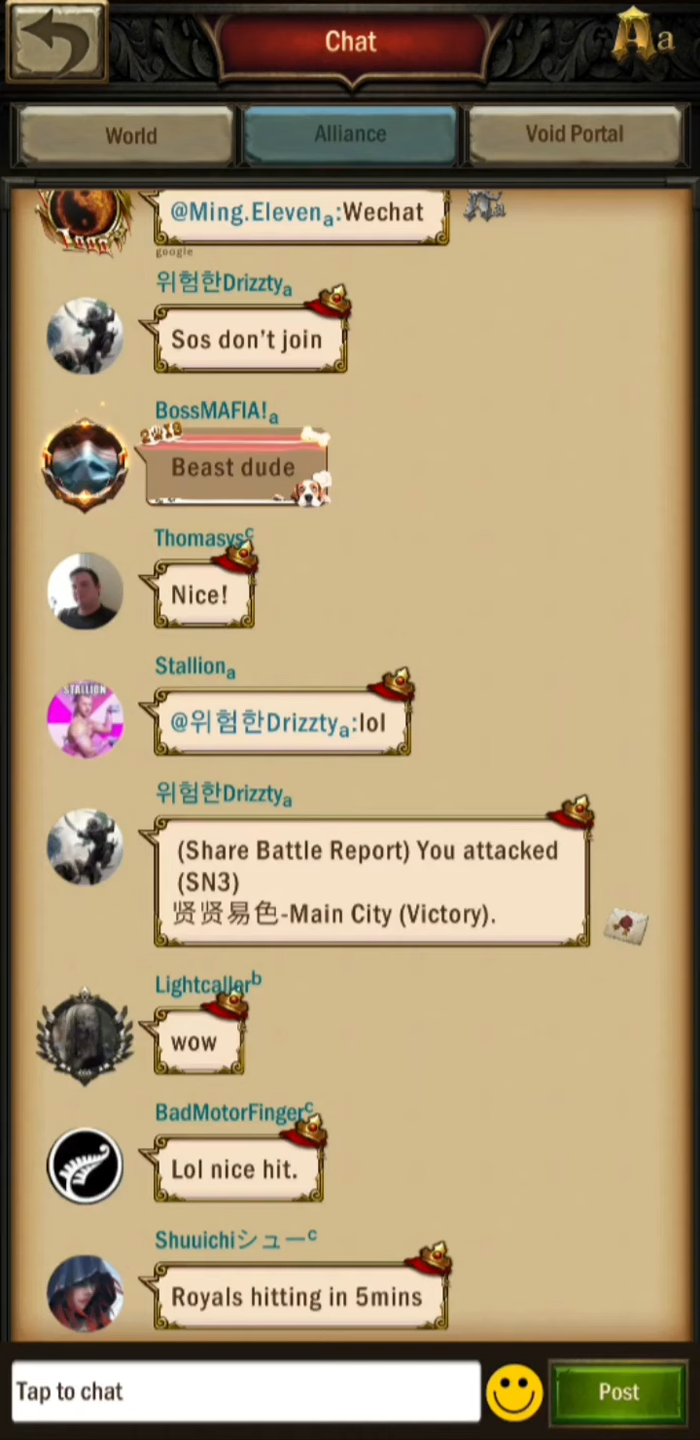 Chat
Aa
World
Alliance
Void Portal
@Ming.Elevenₐ:Wechat
google
위험한Drizztyₐ
Sos don't join
BossMAFIA!ₐ
2018
Beast dude
Thomasysᶜ
Nice!
Stallionₐ
STALLION
@위험한Drizztyₐ:lol
위험한Drizztyₐ
(Share Battle Report) You attacked
(SN3)
贤贤易色-Main City (Victory).
Lightcallerᵇ
wow
BadMotorFingerᶜ
Lol nice hit.
Shuuichiシューᶜ
Royals hitting in 5mins
Tap to chat
Post